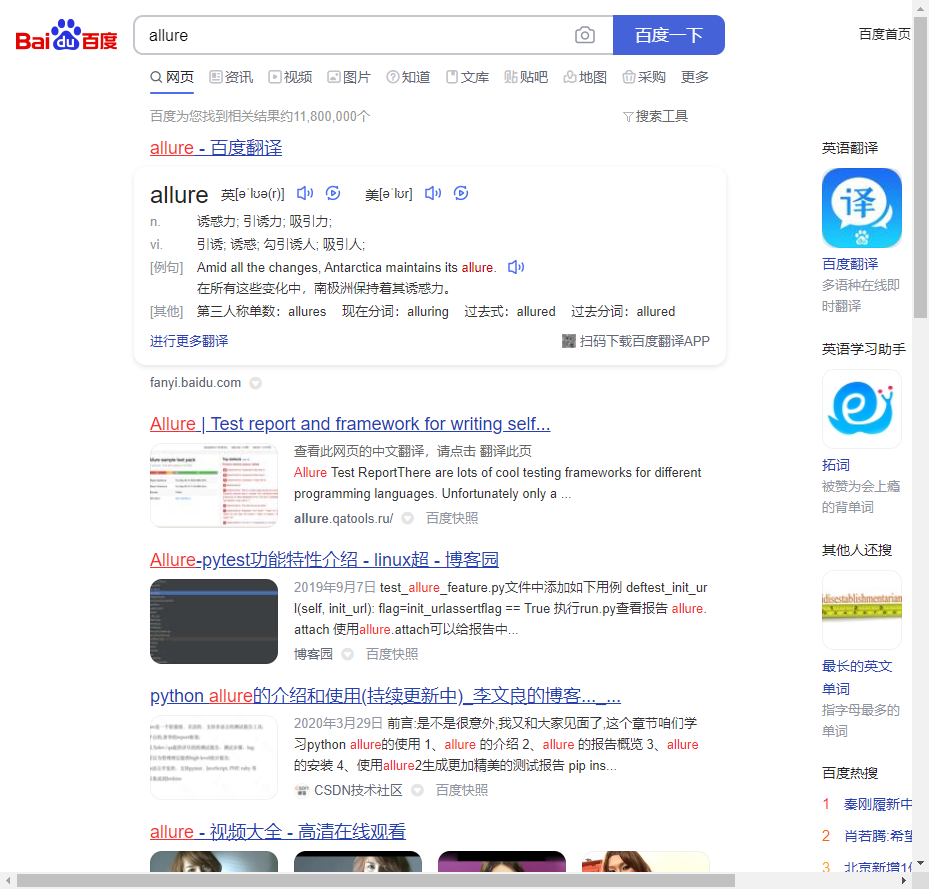 Bai du 百度
allure
百度一下
百度首页
网页 资讯 视频 图片 知道 文库 贴吧 地图 采购 更多
百度为您找到相关结果约11,800,000个
搜索工具
allure - 百度翻译
allure 英[əˈlʊə(r)] 美[əˈlʊr]
n. 诱惑力; 引诱力; 吸引力;
vi. 引诱; 诱惑; 勾引诱人; 吸引人;
[例句] Amid all the changes, Antarctica maintains its allure.
在所有这些变化中，南极洲保持着其诱惑力。
[其他] 第三人称单数：allures 现在分词：alluring 过去式：allured 过去分词：allured
进行更多翻译
扫码下载百度翻译APP
fanyi.baidu.com
Allure | Test report and framework for writing self...
查看此网页的中文翻译，请点击 翻译此页
Allure Test ReportThere are lots of cool testing frameworks for different
programming languages. Unfortunately only a ...
allure.qatools.ru/ 百度快照
Allure-pytest功能特性介绍 - linux超 - 博客园
2019年9月7日 test_allure_feature.py文件中添加如下用例 deftest_init_ur
l(self, init_url): flag=init_urlassertflag == True 执行run.py查看报告 allure.
attach 使用allure.attach可以给报告中...
博客园 百度快照
python allure的介绍和使用(持续更新中)_李文良的博客..._...
2020年3月29日 前言:是不是很意外,我又和大家见面了,这个章节咱们学
习python allure的使用 1、allure 的介绍 2、allure 的报告概览 3、allure
的安装 4、使用allure2生成更加精美的测试报告 pip ins...
CSDN技术社区 百度快照
allure - 视频大全 - 高清在线观看
英语翻译
译
百度翻译
多语种在线即
时翻译
英语学习助手
拓词
被赞为会上瘾
的背单词
其他人还搜
disestablishmentarian
最长的英文
单词
指字母最多的
单词
百度热搜
1 秦刚履新中
2 肖若腾:希望
3 北京新增1